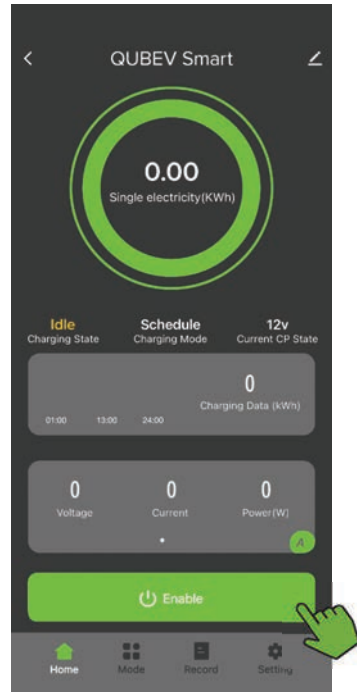 QUBEV Smart
0.00
Single electricity(KWh)
Idle Schedule 12v
Charging State Charging Mode Current CP State
0
Charging Data (kWh)
01:00 13:00 24:00
0 0 0
Voltage Current Power(W)
A
Enable
Home Mode Record Setting